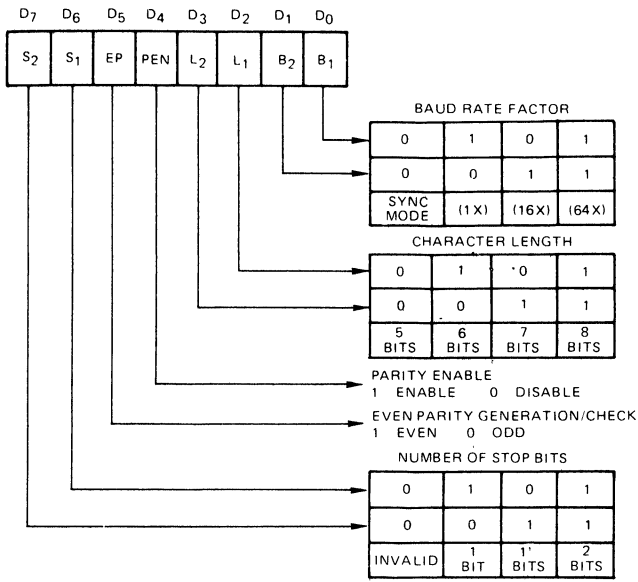 D7 D6 D5 D4 D3 D2 D1 D0
S2 S1 EP PEN L2 L1 B2 B1
BAUD RATE FACTOR
0 1 0 1
0 0 1 1
SYNC MODE (1X) (16X) (64X)
CHARACTER LENGTH
0 1 0 1
0 0 1 1
5 BITS 6 BITS 7 BITS 8 BITS
PARITY ENABLE
1 ENABLE 0 DISABLE
EVEN PARITY GENERATION/CHECK
1 EVEN 0 ODD
NUMBER OF STOP BITS
0 1 0 1
0 0 1 1
INVALID 1 BIT 1' BITS 2 BITS